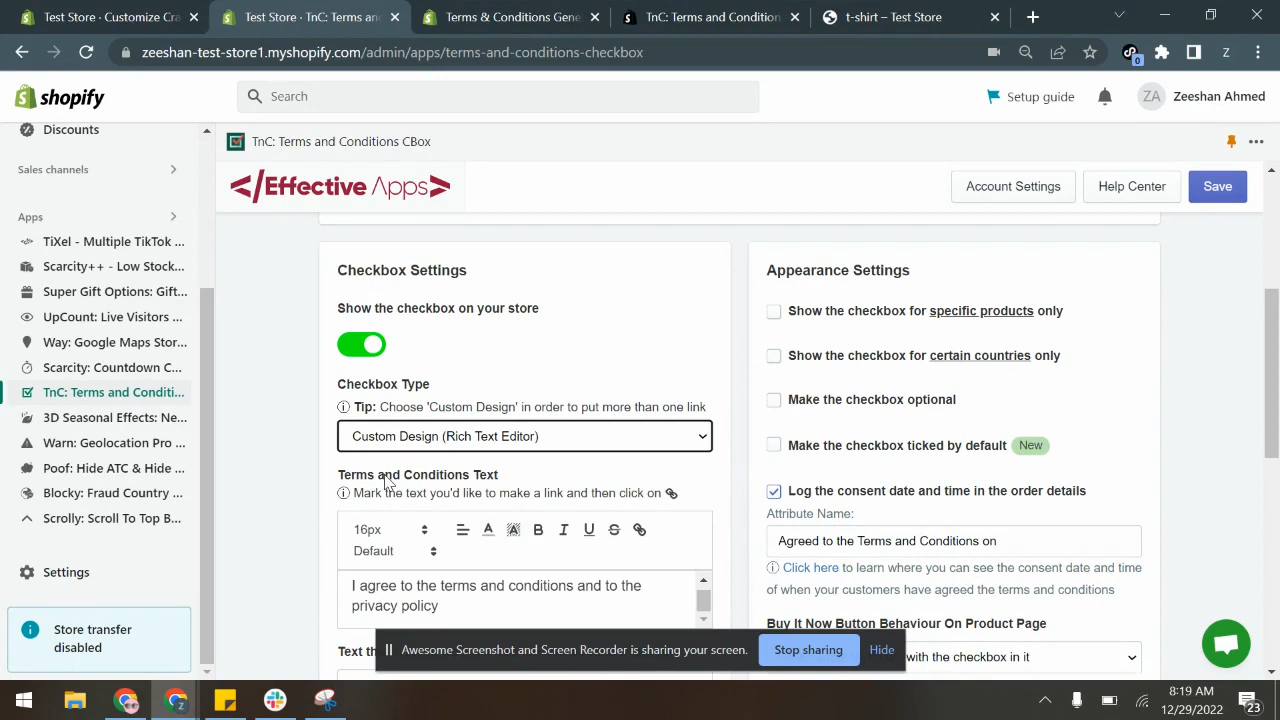 Test Store · Customize Cra
Test Store · TnC: Terms and
Terms & Conditions Gene
TnC: Terms and Condition
t-shirt – Test Store
zeeshan-test-store1.myshopify.com/admin/apps/terms-and-conditions-checkbox
0
Z
shopify
Search
Setup guide
ZA
Zeeshan Ahmed
Discounts
Sales channels
Apps
TiXel - Multiple TikTok ...
Scarcity++ - Low Stock...
Super Gift Options: Gift...
UpCount: Live Visitors ...
Way: Google Maps Stor...
Scarcity: Countdown C...
TnC: Terms and Conditi...
3D Seasonal Effects: Ne...
Warn: Geolocation Pro ...
Poof: Hide ATC & Hide ...
Blocky: Fraud Country ...
Scrolly: Scroll To Top B...
Settings
Store transfer
disabled
TnC: Terms and Conditions CBox
</Effective Apps>
Account Settings
Help Center
Save
Checkbox Settings
Show the checkbox on your store
Checkbox Type
Tip: Choose 'Custom Design' in order to put more than one link
Custom Design (Rich Text Editor)
Terms and Conditions Text
Mark the text you'd like to make a link and then click on
16px
A A B I U S
Default
I agree to the terms and conditions and to the
privacy policy
Text th
Appearance Settings
Show the checkbox for specific products only
Show the checkbox for certain countries only
Make the checkbox optional
Make the checkbox ticked by default New
Log the consent date and time in the order details
Attribute Name:
Agreed to the Terms and Conditions on
Click here to learn where you can see the consent date and time
of when your customers have agreed the terms and conditions
Buy It Now Button Behaviour On Product Page
with the checkbox in it
Awesome Screenshot and Screen Recorder is sharing your screen.
Stop sharing
Hide
8:19 AM
12/29/2022
23